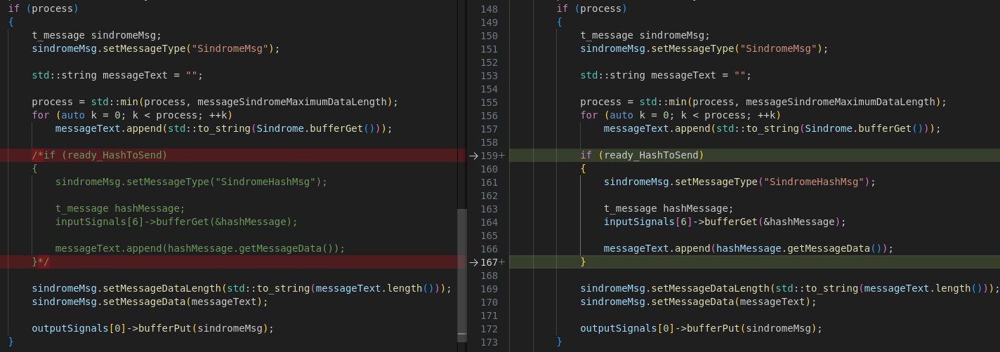 if (process)
{
    t_message sindromeMsg;
    sindromeMsg.setMessageType("SindromeMsg");

    std::string messageText = "";

    process = std::min(process, messageSindromeMaximumDataLength);
    for (auto k = 0; k < process; ++k)
        messageText.append(std::to_string(Sindrome.bufferGet()));

    /*if (ready_HashToSend)
    {
        sindromeMsg.setMessageType("SindromeHashMsg");

        t_message hashMessage;
        inputSignals[6]->bufferGet(&hashMessage);

        messageText.append(hashMessage.getMessageData());
    }*/

    sindromeMsg.setMessageDataLength(std::to_string(messageText.length()));
    sindromeMsg.setMessageData(messageText);

    outputSignals[0]->bufferPut(sindromeMsg);
}
148 if (process)
149 {
150     t_message sindromeMsg;
151     sindromeMsg.setMessageType("SindromeMsg");
152
153     std::string messageText = "";
154
155     process = std::min(process, messageSindromeMaximumDataLength);
156     for (auto k = 0; k < process; ++k)
157         messageText.append(std::to_string(Sindrome.bufferGet()));
158
→159+     if (ready_HashToSend)
160     {
161         sindromeMsg.setMessageType("SindromeHashMsg");
162
163         t_message hashMessage;
164         inputSignals[6]->bufferGet(&hashMessage);
165
166         messageText.append(hashMessage.getMessageData());
→167+     }
168
169     sindromeMsg.setMessageDataLength(std::to_string(messageText.length()));
170     sindromeMsg.setMessageData(messageText);
171
172     outputSignals[0]->bufferPut(sindromeMsg);
173 }